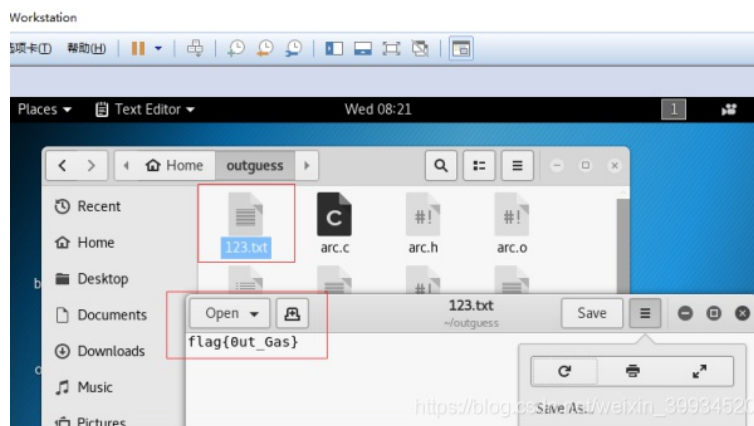 Workstation
选项卡(T) 帮助(H)
Places Text Editor Wed 08:21 1
Home outguess
Recent
Home
Desktop
Documents
Downloads
Music
Pictures
123.txt arc.c arc.h arc.o
C #! #!
#!
Open 123.txt Save
~/outguess
flag{0ut_Gas}
Save As...
https://blog.csdn.net/weixin_39934520